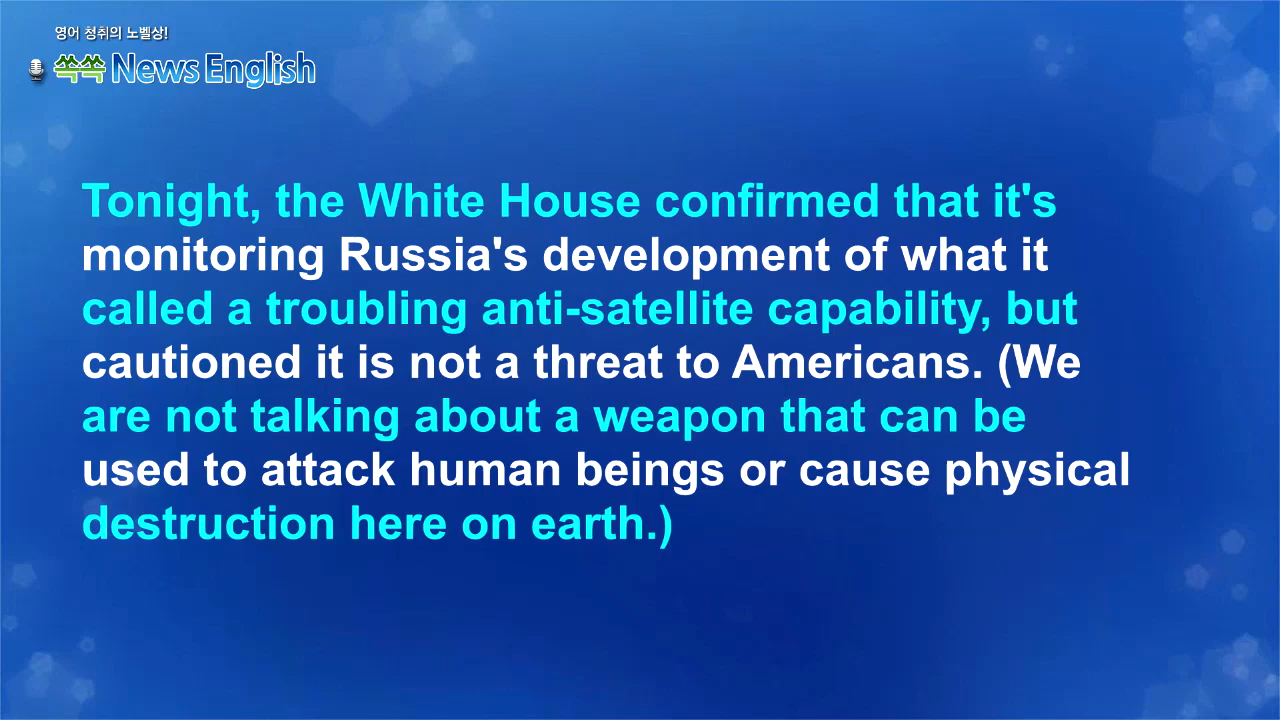 영어 청취의 노벨상!
쏙쏙 News English
Tonight, the White House confirmed that it's
monitoring Russia's development of what it
called a troubling anti-satellite capability, but
cautioned it is not a threat to Americans. (We
are not talking about a weapon that can be
used to attack human beings or cause physical
destruction here on earth.)